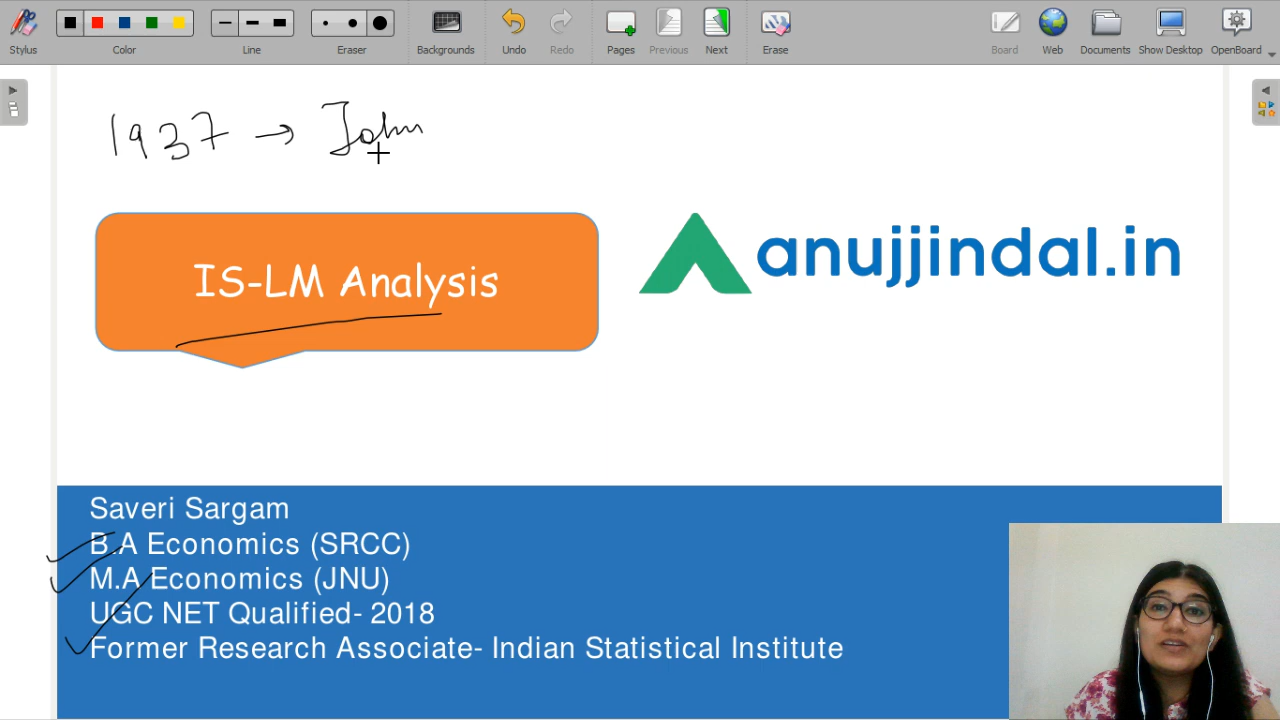 Stylus Color Line Eraser Backgrounds Undo Redo Pages Previous Next Erase Board Web Documents Show Desktop OpenBoard
1937 → John
IS-LM Analysis
anujjindal.in
Saveri Sargam
B.A Economics (SRCC)
M.A Economics (JNU)
UGC NET Qualified- 2018
Former Research Associate- Indian Statistical Institute